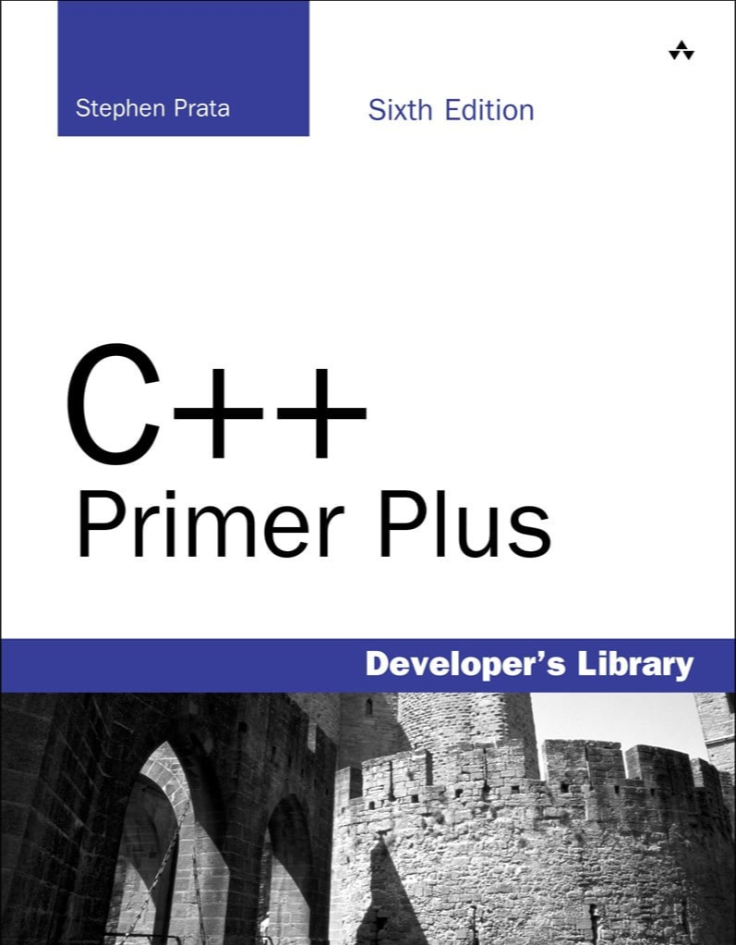 Stephen Prata
Sixth Edition
C++
Primer Plus
Developer's Library